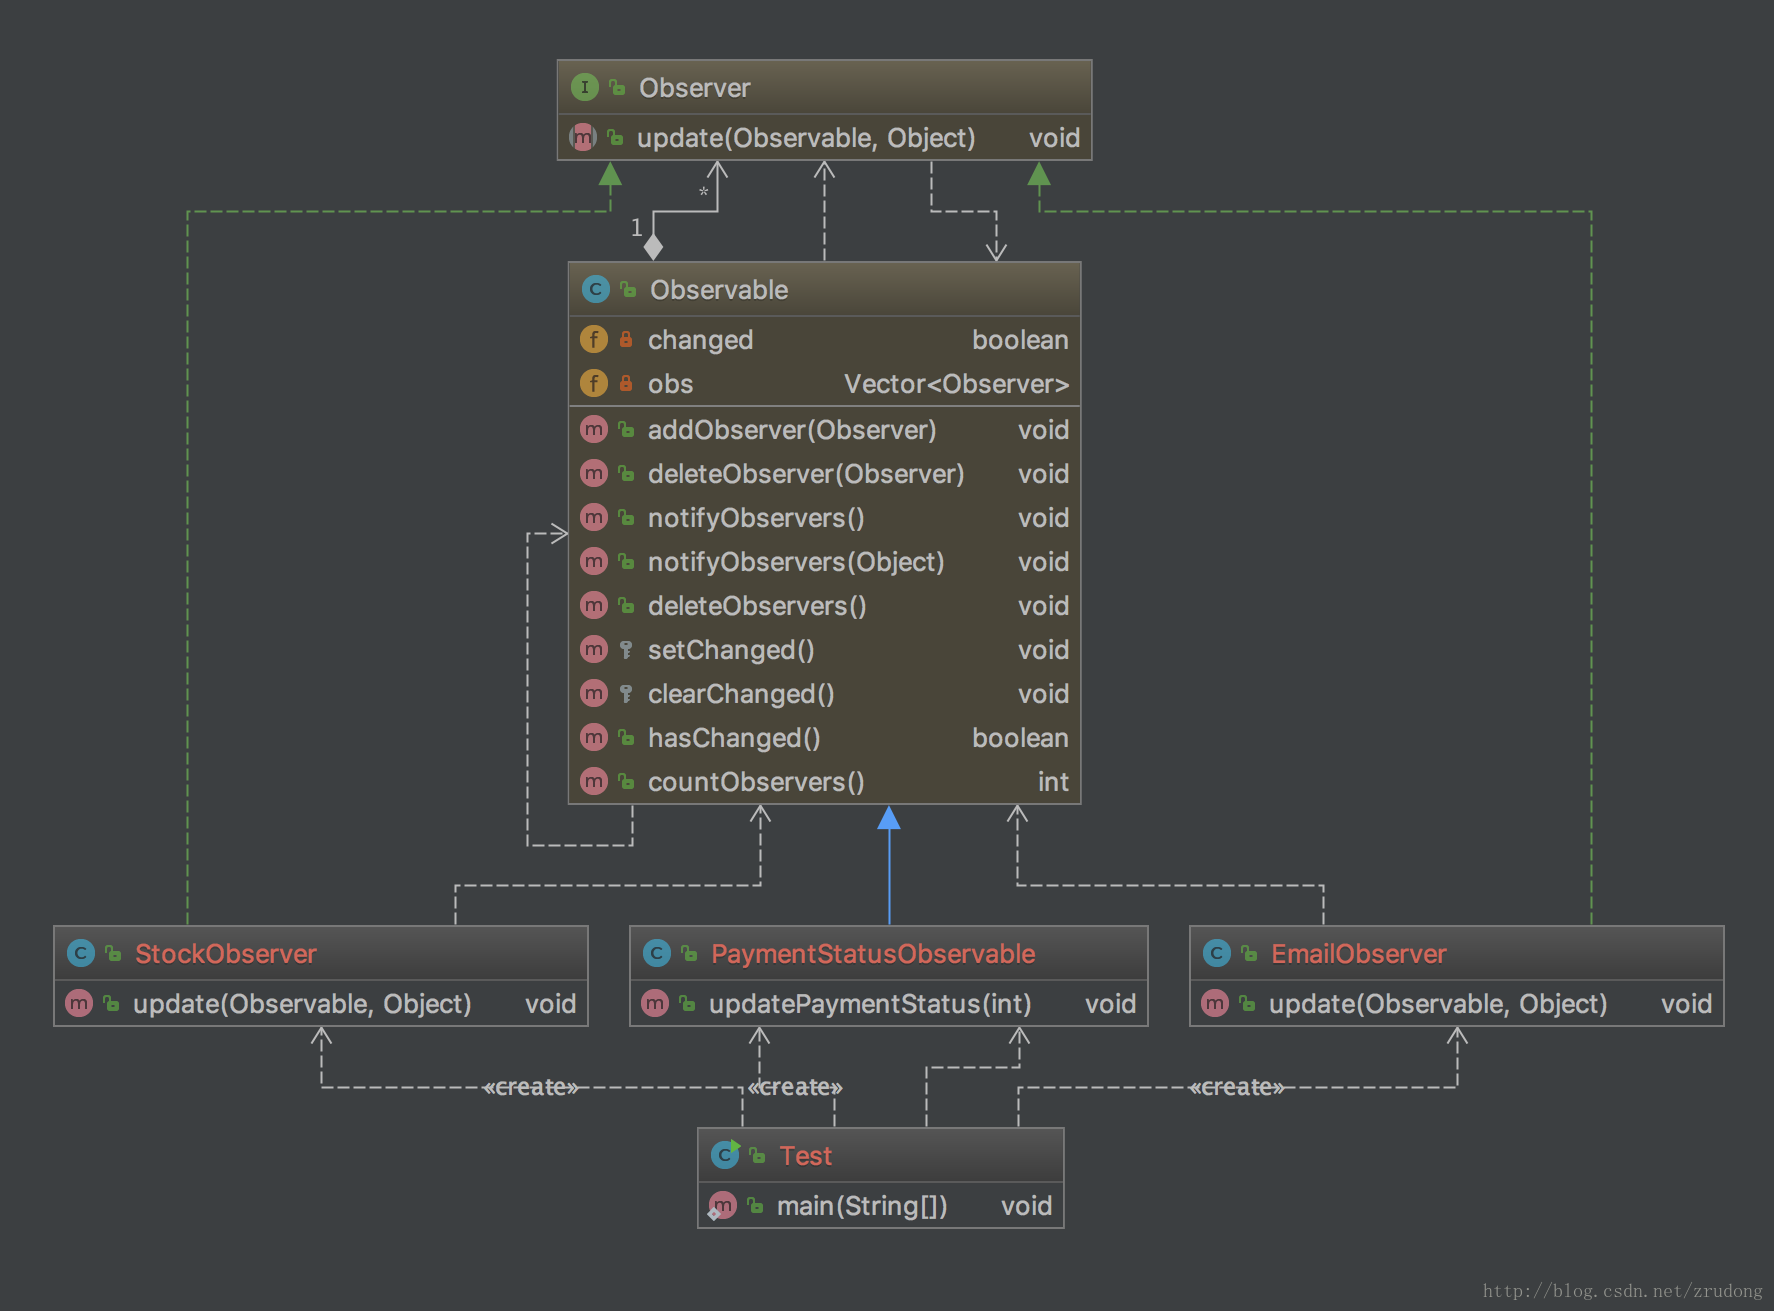 I Observer
m update(Observable, Object) void
*
1
C Observable
f changed boolean
f obs Vector<Observer>
m addObserver(Observer) void
m deleteObserver(Observer) void
m notifyObservers() void
m notifyObservers(Object) void
m deleteObservers() void
m setChanged() void
m clearChanged() void
m hasChanged() boolean
m countObservers() int
C StockObserver
m update(Observable, Object) void
C PaymentStatusObservable
m updatePaymentStatus(int) void
C EmailObserver
m update(Observable, Object) void
«create» «create» «create»
C Test
m main(String[]) void
http://blog.csdn.net/zrudong